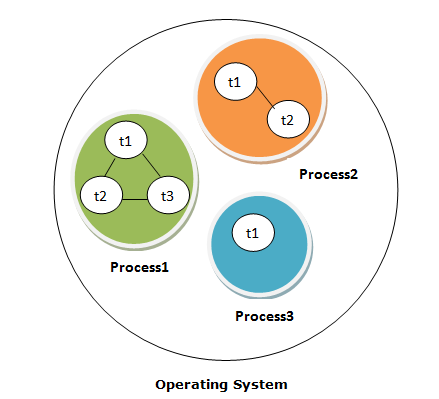 t1
t2
Process2
t1
t2
t3
Process1
t1
Process3
Operating System